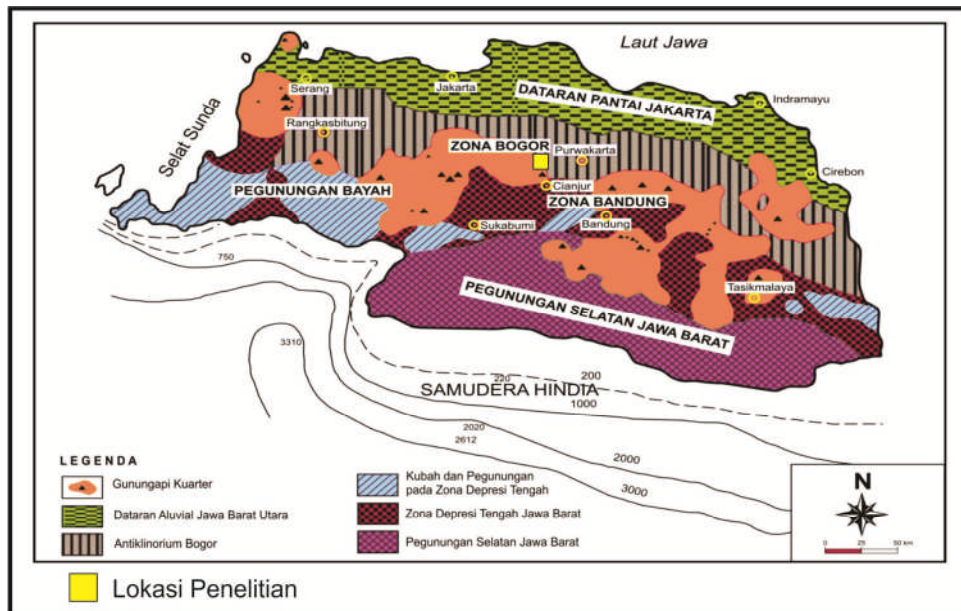 Laut Jawa
Serang
Jakarta
DATARAN PANTAI JAKARTA
Indramayu
Selat Sunda
Rangkasbitung
ZONA BOGOR
Purwakarta
Cirebon
PEGUNUNGAN BAYAH
Cianjur
ZONA BANDUNG
Sukabumi
Bandung
750
Tasikmalaya
PEGUNUNGAN SELATAN JAWA BARAT
3310
220
200
SAMUDERA HINDIA
1000
2020
2612
2000
3000
LEGENDA
Gunungapi Kuarter
Dataran Aluvial Jawa Barat Utara
Antiklinorium Bogor
Kubah dan Pegunungan
pada Zona Depresi Tengah
Zona Depresi Tengah Jawa Barat
Pegunungan Selatan Jawa Barat
N
0 25 50 km
Lokasi Penelitian